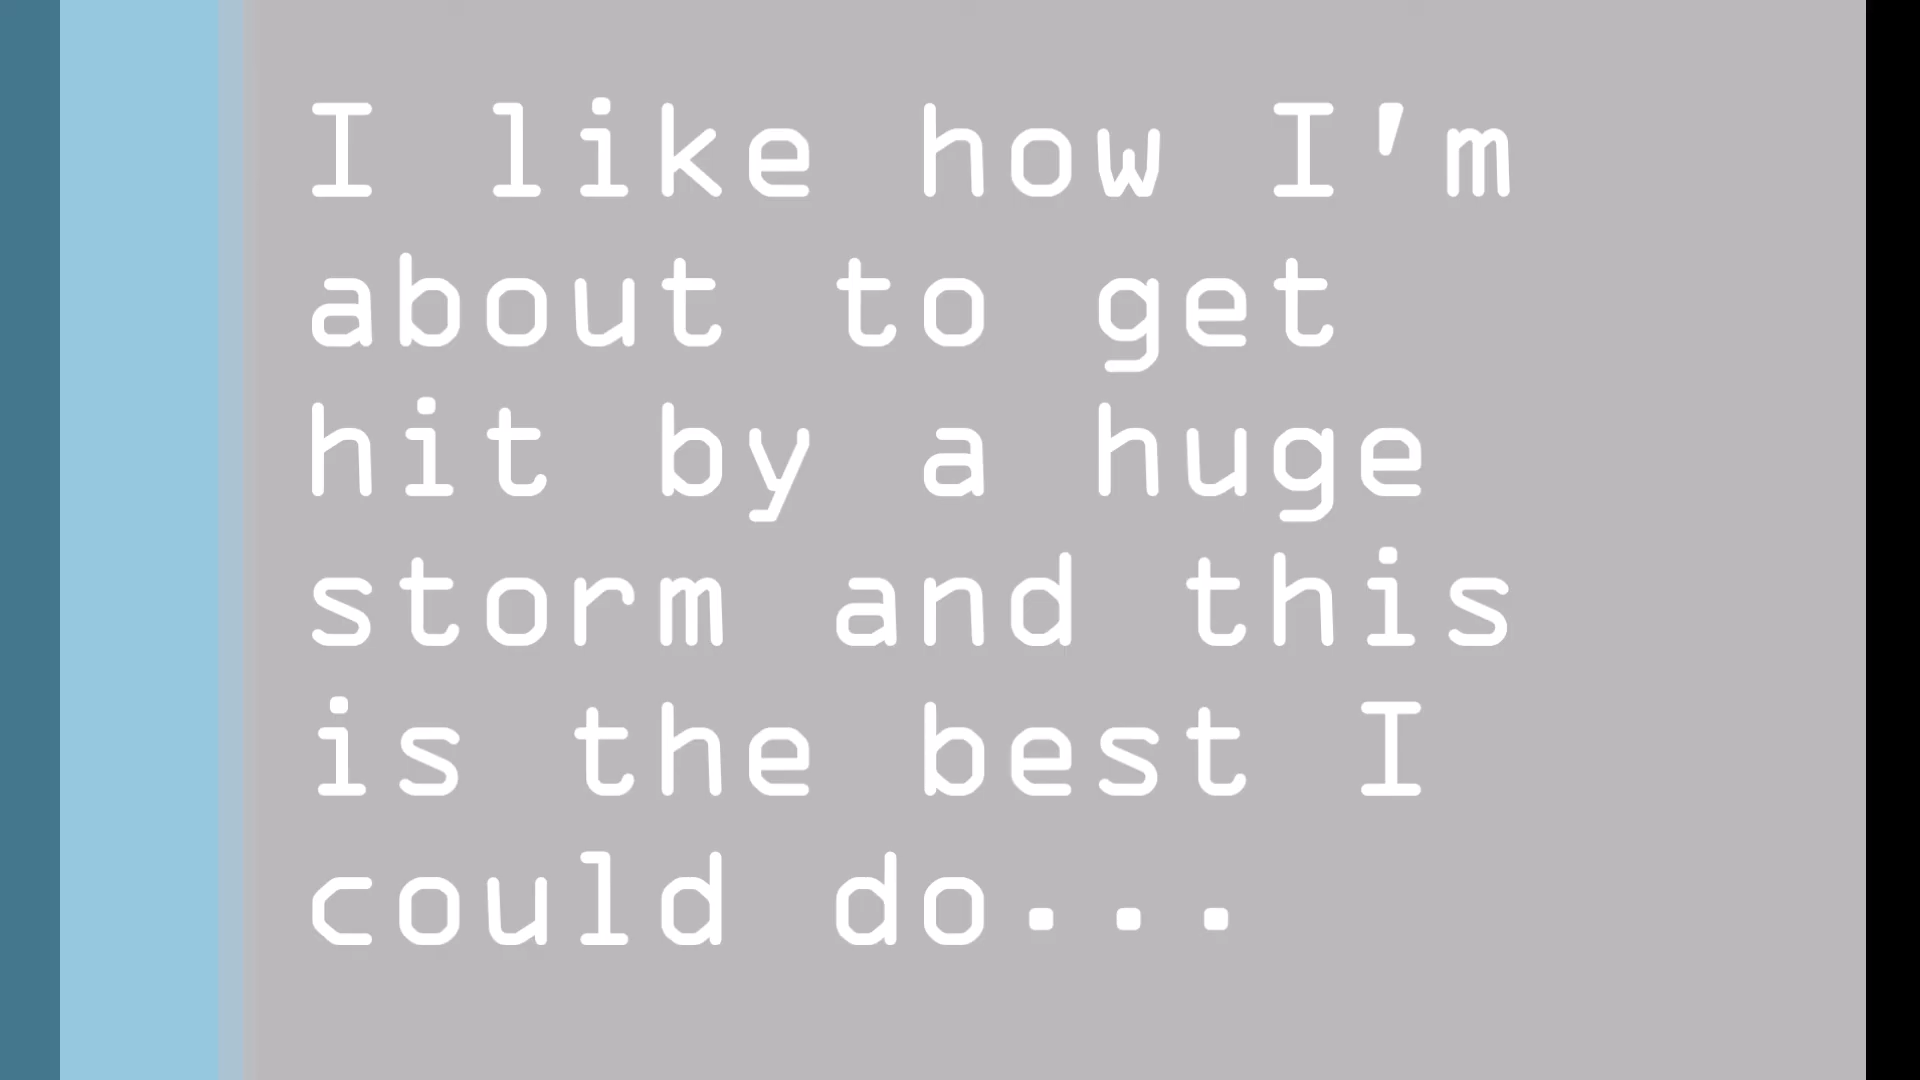 I like how I'm
about to get
hit by a huge
storm and this
is the best I
could do...